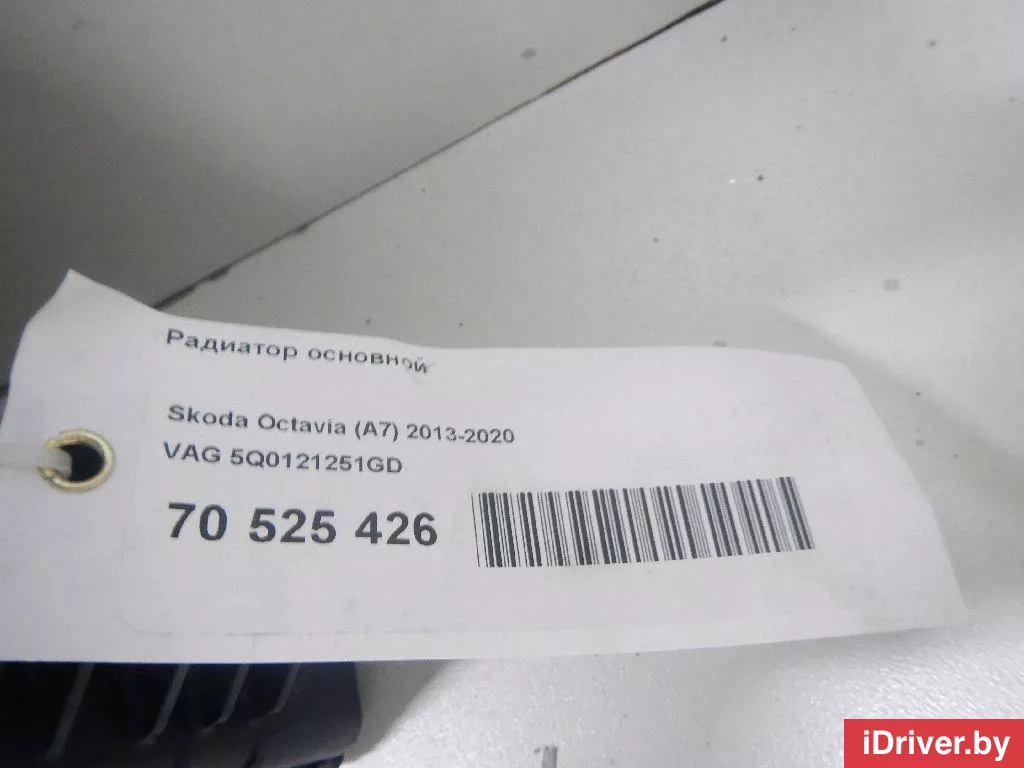 Радиатор основной
Skoda Octavia (A7) 2013-2020
VAG 5Q0121251GD
70 525 426
iDriver.by